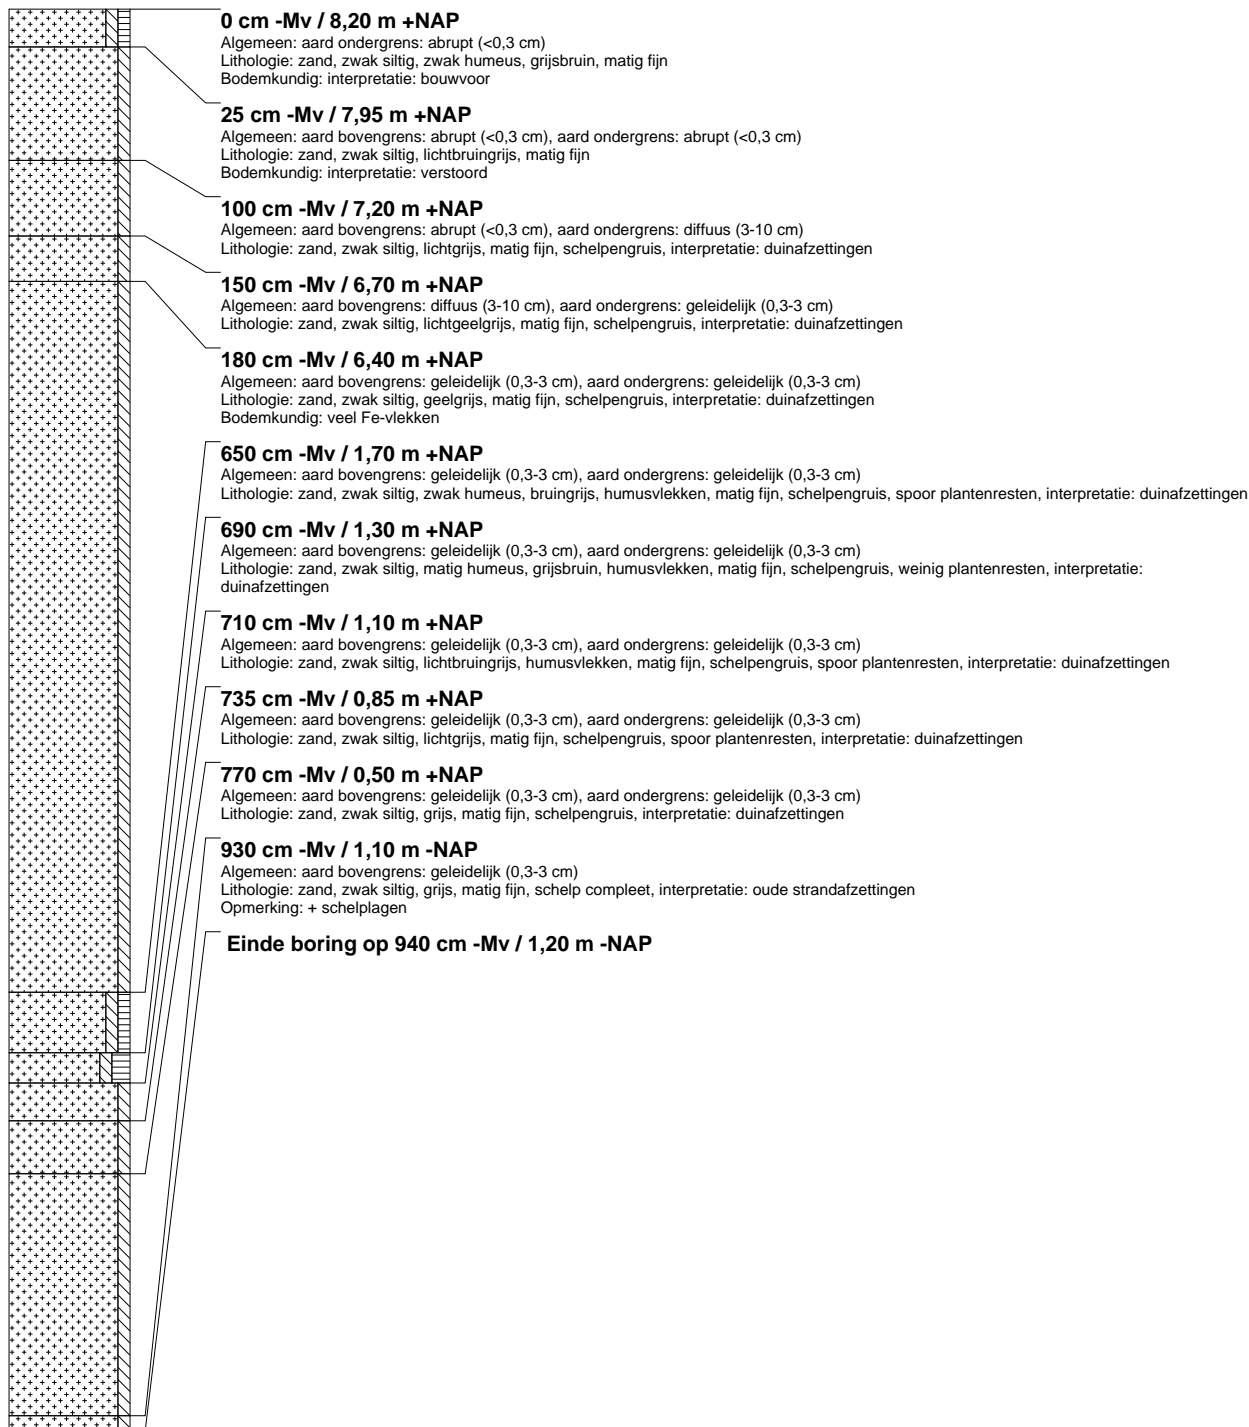 0 cm -Mv / 8,20 m +NAP
Algemeen: aard ondergrens: abrupt (<0,3 cm)
Lithologie: zand, zwak siltig, zwak humeus, grijsbruin, matig fijn
Bodemkundig: interpretatie: bouwvoor
25 cm -Mv / 7,95 m +NAP
Algemeen: aard bovengrens: abrupt (<0,3 cm), aard ondergrens: abrupt (<0,3 cm)
Lithologie: zand, zwak siltig, lichtbruingrijs, matig fijn
Bodemkundig: interpretatie: verstoord
100 cm -Mv / 7,20 m +NAP
Algemeen: aard bovengrens: abrupt (<0,3 cm), aard ondergrens: diffuus (3-10 cm)
Lithologie: zand, zwak siltig, lichtgrijs, matig fijn, schelpengruis, interpretatie: duinafzettingen
150 cm -Mv / 6,70 m +NAP
Algemeen: aard bovengrens: diffuus (3-10 cm), aard ondergrens: geleidelijk (0,3-3 cm)
Lithologie: zand, zwak siltig, lichtgeelgrijs, matig fijn, schelpengruis, interpretatie: duinafzettingen
180 cm -Mv / 6,40 m +NAP
Algemeen: aard bovengrens: geleidelijk (0,3-3 cm), aard ondergrens: geleidelijk (0,3-3 cm)
Lithologie: zand, zwak siltig, geelgrijs, matig fijn, schelpengruis, interpretatie: duinafzettingen
Bodemkundig: veel Fe-vlekken
650 cm -Mv / 1,70 m +NAP
Algemeen: aard bovengrens: geleidelijk (0,3-3 cm), aard ondergrens: geleidelijk (0,3-3 cm)
Lithologie: zand, zwak siltig, zwak humeus, bruingrijs, humusvlekken, matig fijn, schelpengruis, spoor plantenresten, interpretatie: duinafzettingen
690 cm -Mv / 1,30 m +NAP
Algemeen: aard bovengrens: geleidelijk (0,3-3 cm), aard ondergrens: geleidelijk (0,3-3 cm)
Lithologie: zand, zwak siltig, matig humeus, grijsbruin, humusvlekken, matig fijn, schelpengruis, weinig plantenresten, interpretatie:
duinafzettingen
710 cm -Mv / 1,10 m +NAP
Algemeen: aard bovengrens: geleidelijk (0,3-3 cm), aard ondergrens: geleidelijk (0,3-3 cm)
Lithologie: zand, zwak siltig, lichtbruingrijs, humusvlekken, matig fijn, schelpengruis, spoor plantenresten, interpretatie: duinafzettingen
735 cm -Mv / 0,85 m +NAP
Algemeen: aard bovengrens: geleidelijk (0,3-3 cm), aard ondergrens: geleidelijk (0,3-3 cm)
Lithologie: zand, zwak siltig, lichtgrijs, matig fijn, schelpengruis, spoor plantenresten, interpretatie: duinafzettingen
770 cm -Mv / 0,50 m +NAP
Algemeen: aard bovengrens: geleidelijk (0,3-3 cm), aard ondergrens: geleidelijk (0,3-3 cm)
Lithologie: zand, zwak siltig, grijs, matig fijn, schelpengruis, interpretatie: duinafzettingen
930 cm -Mv / 1,10 m -NAP
Algemeen: aard bovengrens: geleidelijk (0,3-3 cm)
Lithologie: zand, zwak siltig, grijs, matig fijn, schelp compleet, interpretatie: oude strandafzettingen
Opmerking: + schelplagen
Einde boring op 940 cm -Mv / 1,20 m -NAP